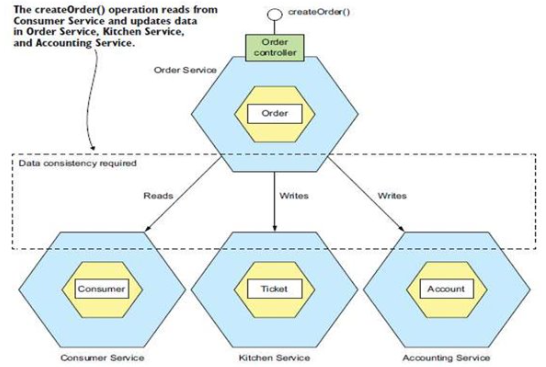 The createOrder() operation reads from
Consumer Service and updates data
in Order Service, Kitchen Service,
and Accounting Service.
createOrder()
Order
controller
Order Service
Order
Data consistency required
Reads
Writes
Writes
Consumer
Ticket
Account
Consumer Service
Kitchen Service
Accounting Service